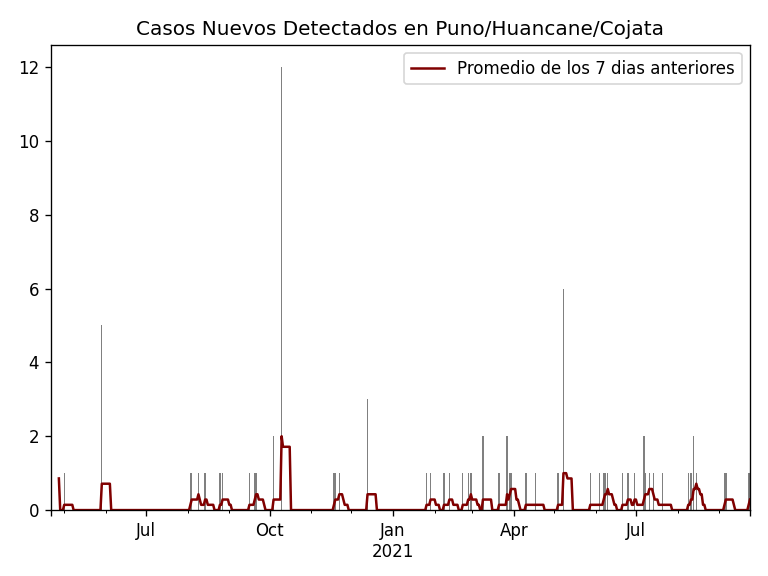 Casos Nuevos Detectados en Puno/Huancane/Cojata
Promedio de los 7 dias anteriores
12
10
8
6
4
2
0
Jul
Oct
Jan
2021
Apr
Jul